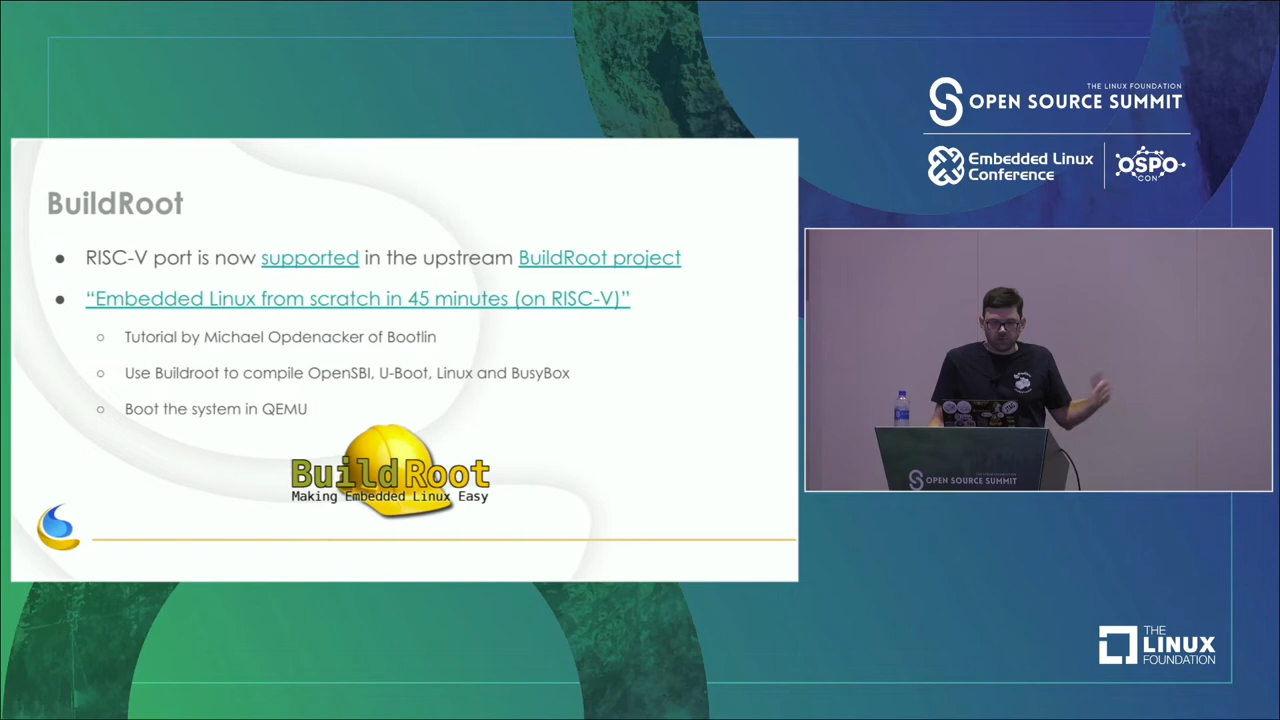 THE LINUX FOUNDATION
OPEN SOURCE SUMMIT
Embedded Linux
Conference
OSPO
CON
BuildRoot
● RISC-V port is now supported in the upstream BuildRoot project
● “Embedded Linux from scratch in 45 minutes (on RISC-V)”
○ Tutorial by Michael Opdenacker of Bootlin
○ Use Buildroot to compile OpenSBI, U-Boot, Linux and BusyBox
○ Boot the system in QEMU
BuildRoot
Making Embedded Linux Easy
OPEN SOURCE SUMMIT
THE
LINUX
FOUNDATION